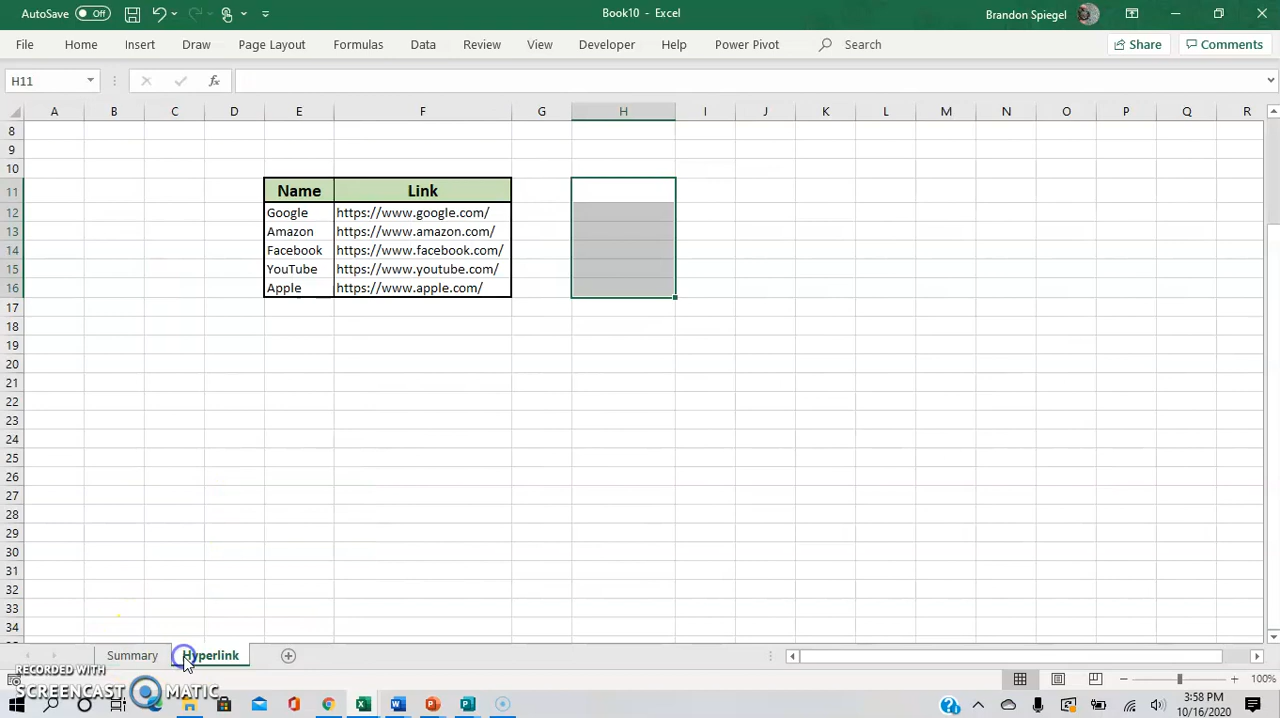 AutoSave Off Book10 - Excel Brandon Spiegel
File Home Insert Draw Page Layout Formulas Data Review View Developer Help Power Pivot Search Share Comments
H11 fx
A B C D E F G H I J K L M N O P Q R
8
9
10
11 Name Link
12 Google https://www.google.com/
13 Amazon https://www.amazon.com/
14 Facebook https://www.facebook.com/
15 YouTube https://www.youtube.com/
16 Apple https://www.apple.com/
17
18
19
20
21
22
23
24
25
26
27
28
29
30
31
32
33
34
Summary Hyperlink
RECORDED WITH
SCREENCAST MATIC
100%
3:58 PM
10/16/2020